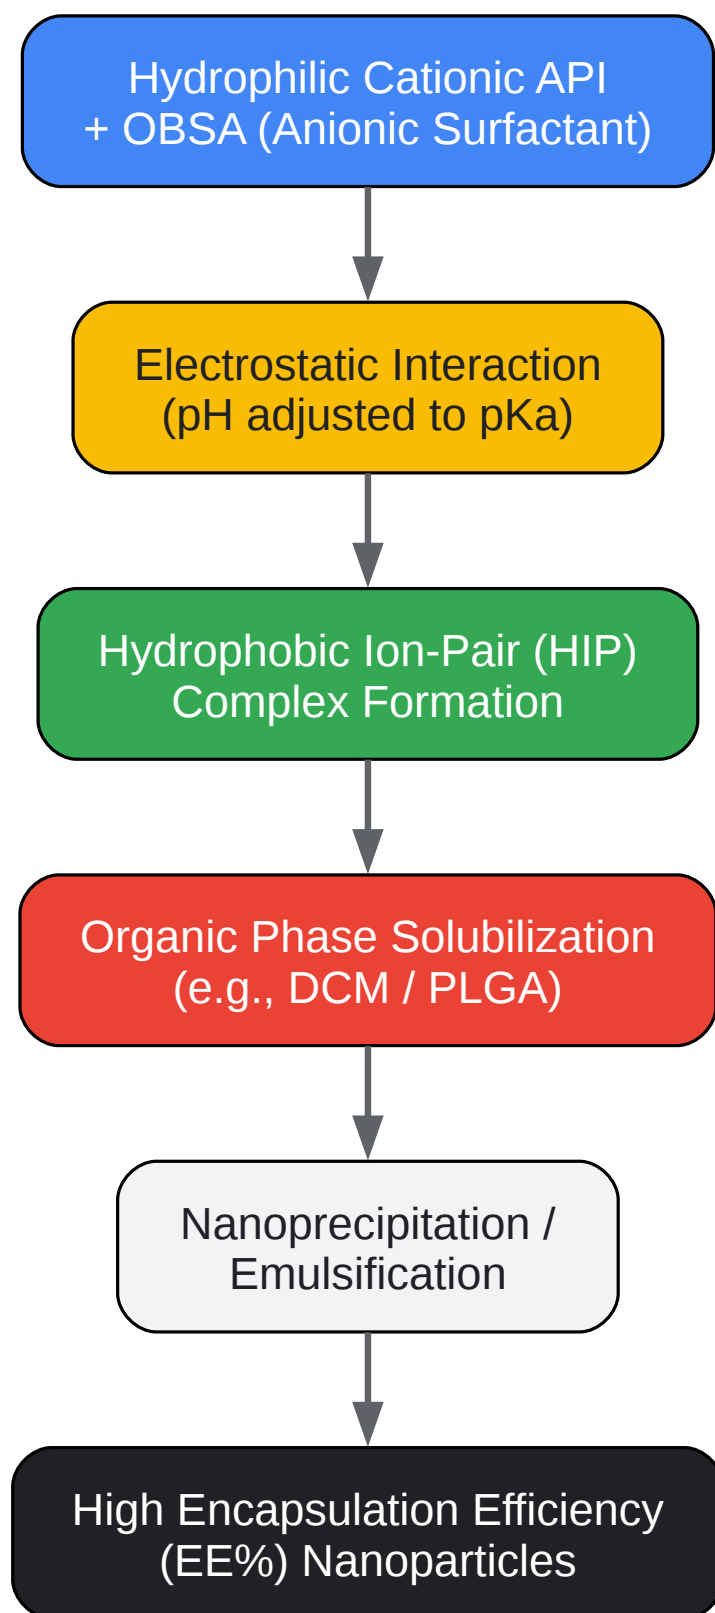 Hydrophilic Cationic API
+ OBSA (Anionic Surfactant)
Electrostatic Interaction
(pH adjusted to pKa)
Hydrophobic Ion-Pair (HIP)
Complex Formation
Organic Phase Solubilization
(e.g., DCM / PLGA)
Nanoprecipitation /
Emulsification
High Encapsulation Efficiency
(EE%) Nanoparticles